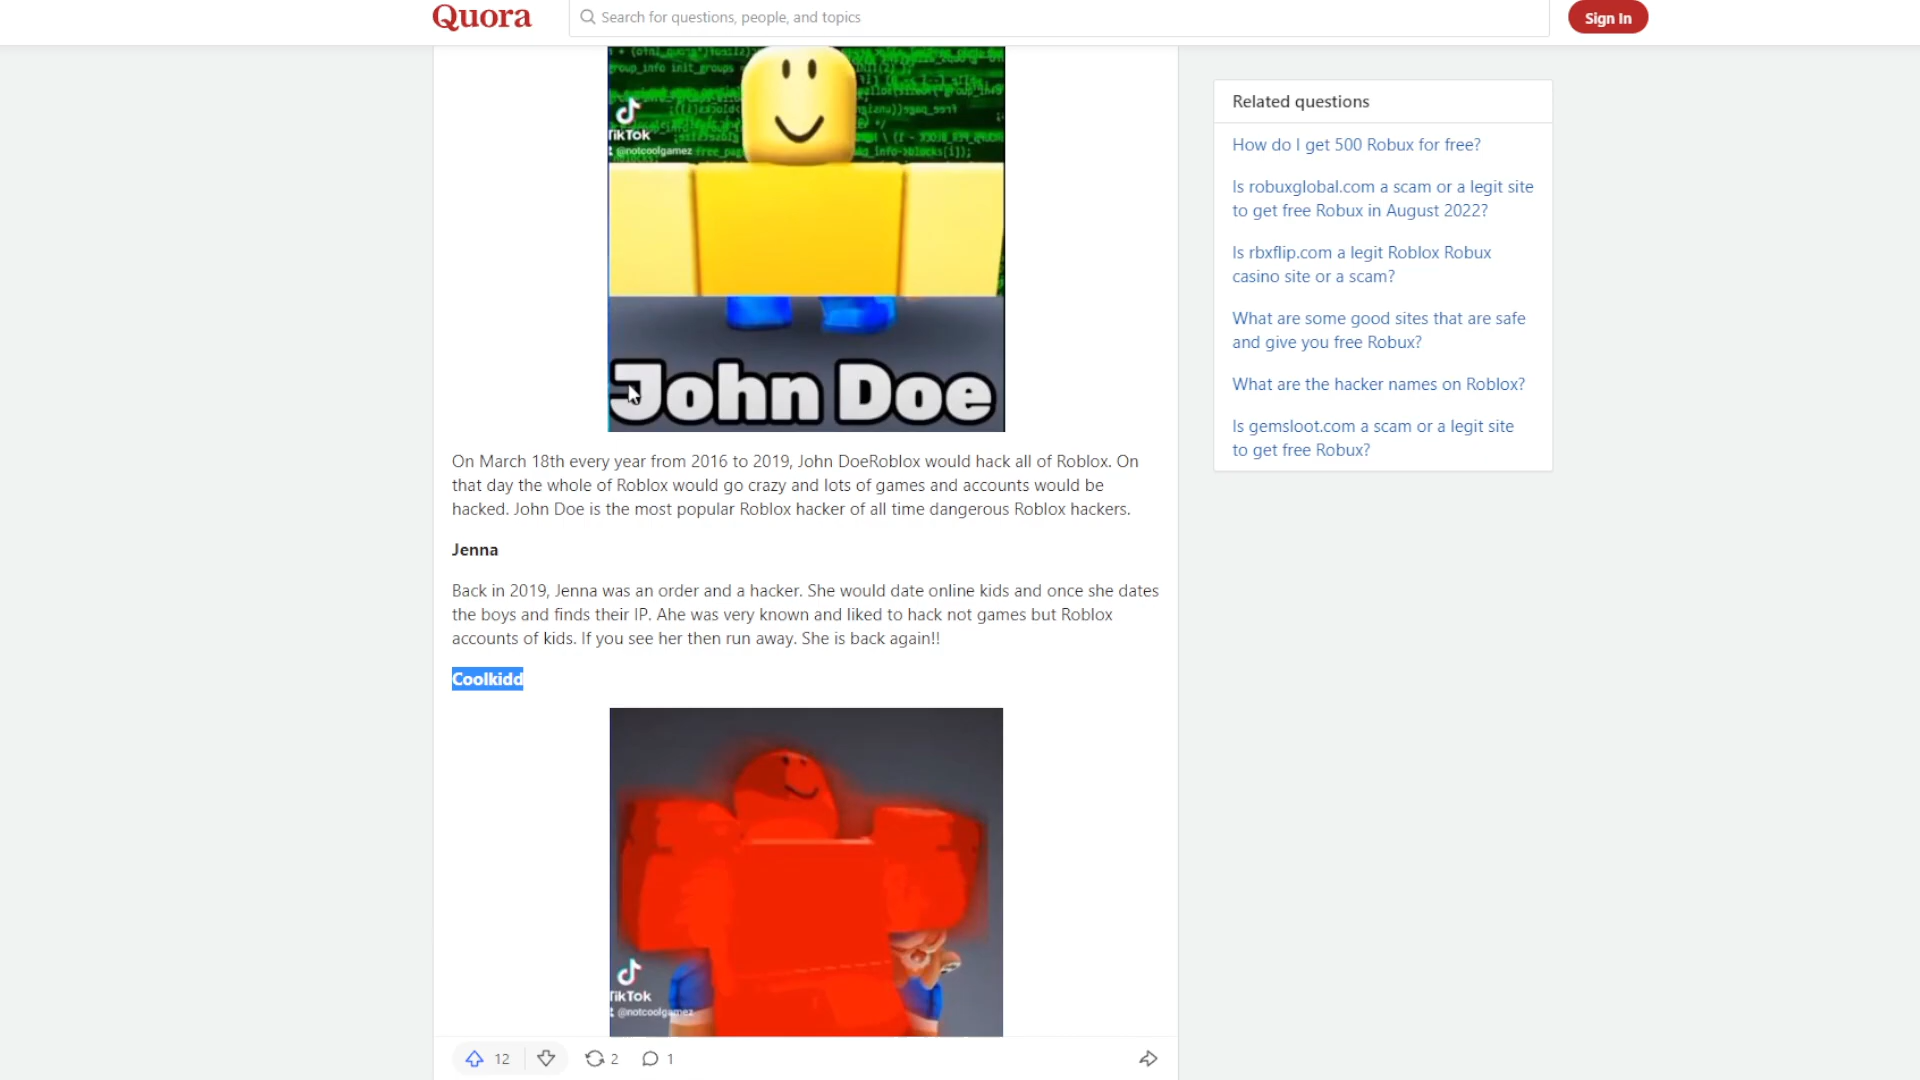 Quora
Search for questions, people, and topics
Sign In
TikTok
@notcoolgamez
John Doe
On March 18th every year from 2016 to 2019, John DoeRoblox would hack all of Roblox. On
that day the whole of Roblox would go crazy and lots of games and accounts would be
hacked. John Doe is the most popular Roblox hacker of all time dangerous Roblox hackers.
Jenna
Back in 2019, Jenna was an order and a hacker. She would date online kids and once she dates
the boys and finds their IP. Ahe was very known and liked to hack not games but Roblox
accounts of kids. If you see her then run away. She is back again!!
Coolkidd
TikTok
@notcoolgamez
12
2
1
Related questions
How do I get 500 Robux for free?
Is robuxglobal.com a scam or a legit site
to get free Robux in August 2022?
Is rbxflip.com a legit Roblox Robux
casino site or a scam?
What are some good sites that are safe
and give you free Robux?
What are the hacker names on Roblox?
Is gemsloot.com a scam or a legit site
to get free Robux?